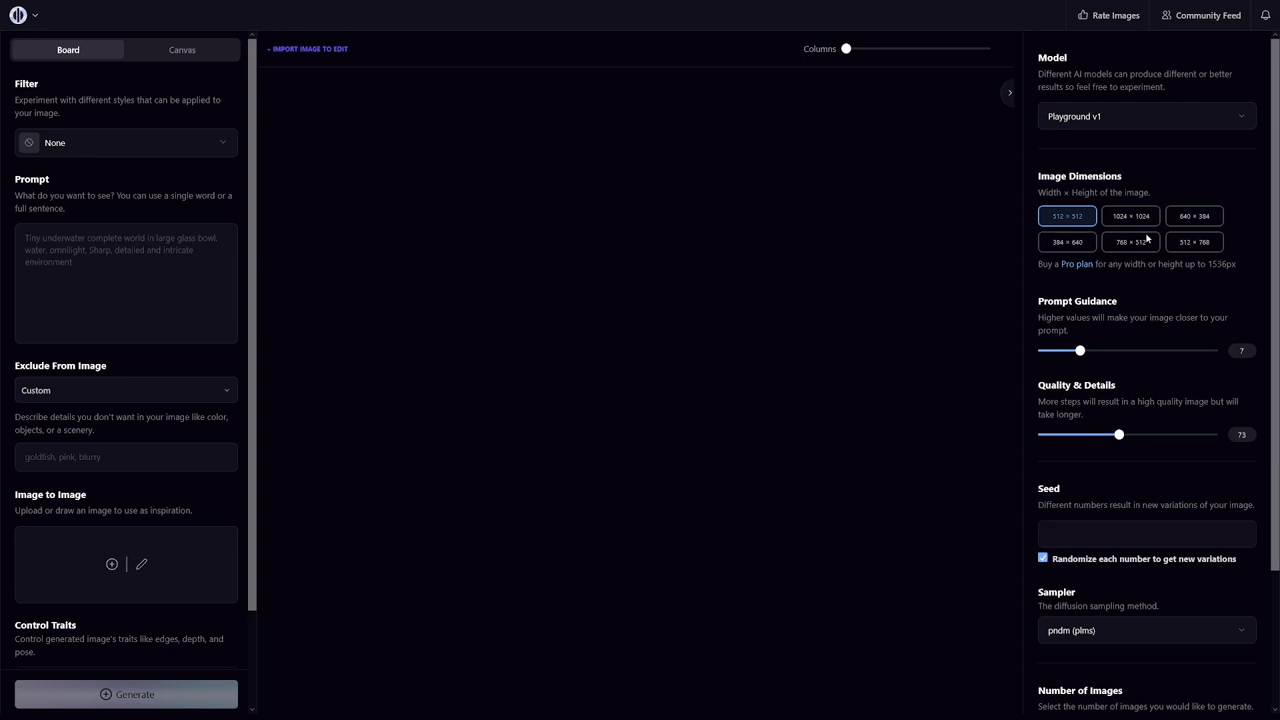 Rate Images
Community Feed
Board
Canvas
Filter
Experiment with different styles that can be applied to
your image.
None
Prompt
What do you want to see? You can use a single word or a
full sentence.
Tiny underwater complete world in large glass bowl,
water, omnilight, Sharp, detailed and intricate
environment
Exclude From Image
Custom
Describe details you don't want in your image like color,
objects, or a scenery.
goldfish, pink, blurry
Image to Image
Upload or draw an image to use as inspiration.
Control Traits
Control generated image's traits like edges, depth, and
pose.
Generate
+ IMPORT IMAGE TO EDIT
Columns
Model
Different AI models can produce different or better
results so feel free to experiment.
Playground v1
Image Dimensions
Width × Height of the image.
512 × 512
1024 × 1024
640 × 384
384 × 640
768 × 512
512 × 768
Buy a Pro plan for any width or height up to 1536px
Prompt Guidance
Higher values will make your image closer to your
prompt.
7
Quality & Details
More steps will result in a high quality image but will
take longer.
73
Seed
Different numbers result in new variations of your image.
Randomize each number to get new variations
Sampler
The diffusion sampling method.
pndm (plms)
Number of Images
Select the number of images you would like to generate.